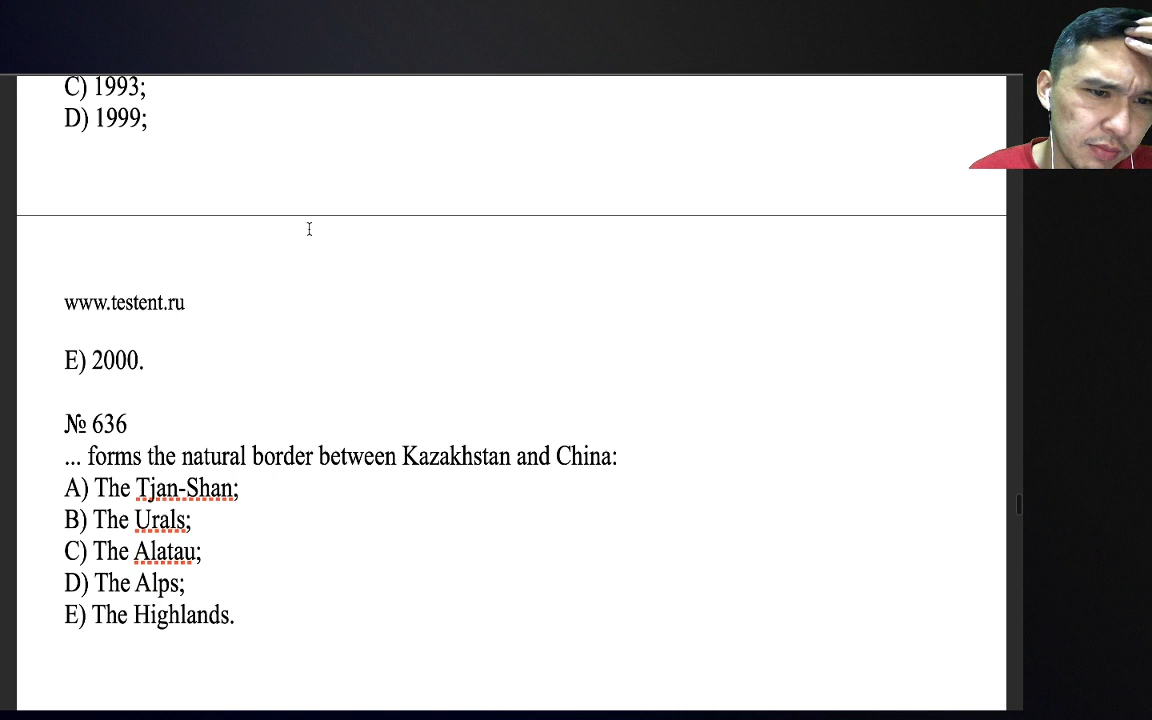 C) 1993;
D) 1999;
www.testent.ru
E) 2000.
№ 636
... forms the natural border between Kazakhstan and China:
A) The Tjan-Shan;
B) The Urals;
C) The Alatau;
D) The Alps;
E) The Highlands.